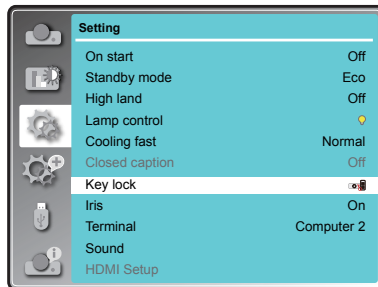 Setting
On start Off
Standby mode Eco
High land Off
Lamp control
Cooling fast Normal
Closed caption Off
Key lock
Iris On
Terminal Computer 2
Sound
HDMI Setup